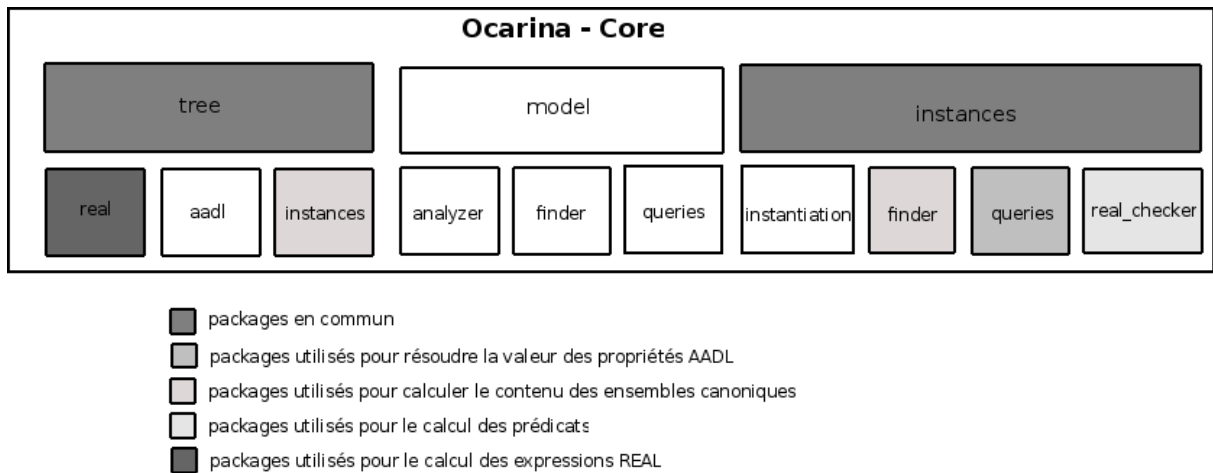 Ocarina - Core
tree
model
instances
real
aadl
instances
analyzer
finder
queries
instantiation
finder
queries
real_checker
packages en commun
packages utilisés pour résoudre la valeur des propriétés AADL
packages utilisés pour calculer le contenu des ensembles canoniques
packages utilisés pour le calcul des prédicats
packages utilisés pour le calcul des expressions REAL